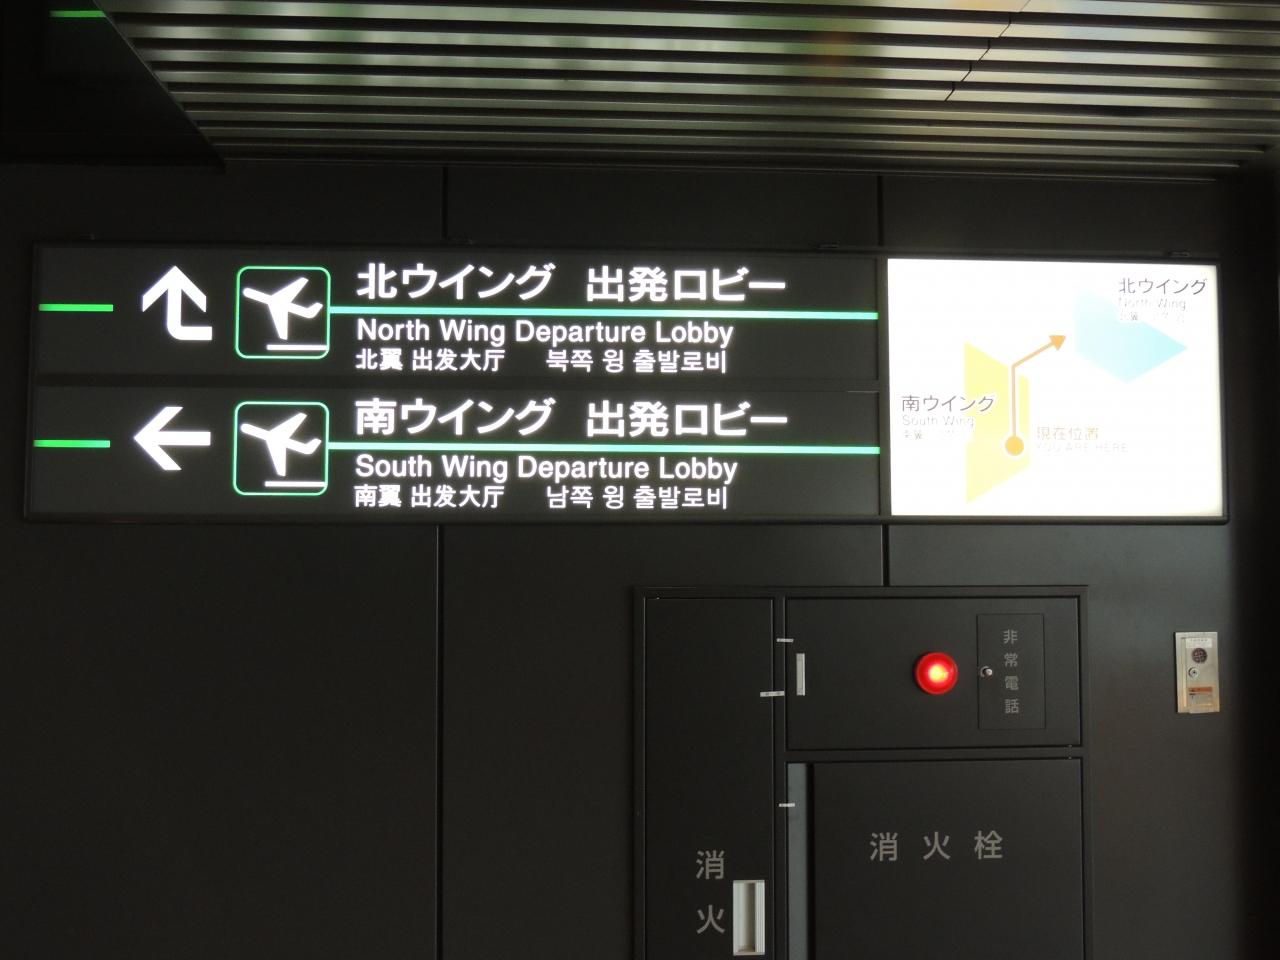 北ウイング 出発ロビー
North Wing Departure Lobby
北翼 出发大厅 북쪽 윙 출발로비
南ウイング 出発ロビー
South Wing Departure Lobby
南翼 出发大厅 남쪽 윙 출발로비
北ウイング
North Wing
南ウイング
South Wing
現在位置
YOU ARE HERE
非常電話
消火栓
消火